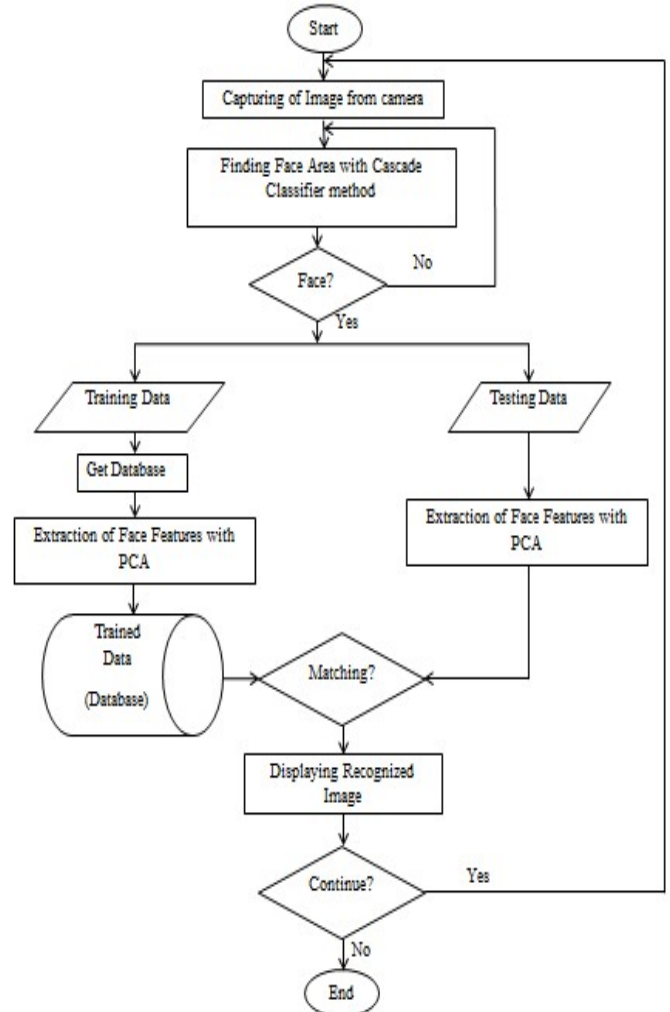 Start
Capturing of Image from camera
Finding Face Area with Cascade
Classifier method
Face?
No
Yes
Training Data
Testing Data
Get Database
Extraction of Face Features with
PCA
Extraction of Face Features with
PCA
Trained
Data
(Database)
Matching?
Displaying Recognized
Image
Continue?
Yes
No
End